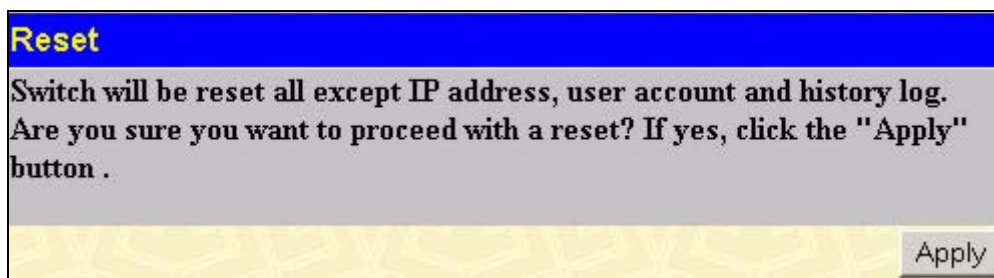 Reset
Switch will be reset all except IP address, user account and history log.
Are you sure you want to proceed with a reset? If yes, click the "Apply"
button .
Apply